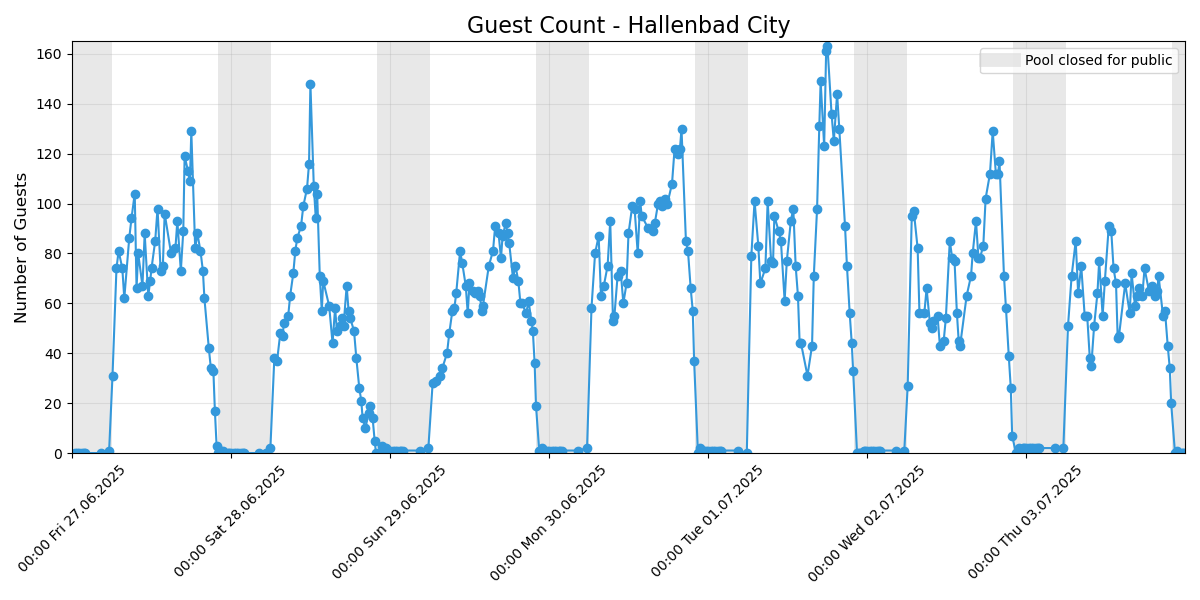 Guest Count - Hallenbad City
Number of Guests
160
140
120
100
80
60
40
20
0
Pool closed for public
00:00 Fri 27.06.2025
00:00 Sat 28.06.2025
00:00 Sun 29.06.2025
00:00 Mon 30.06.2025
00:00 Tue 01.07.2025
00:00 Wed 02.07.2025
00:00 Thu 03.07.2025